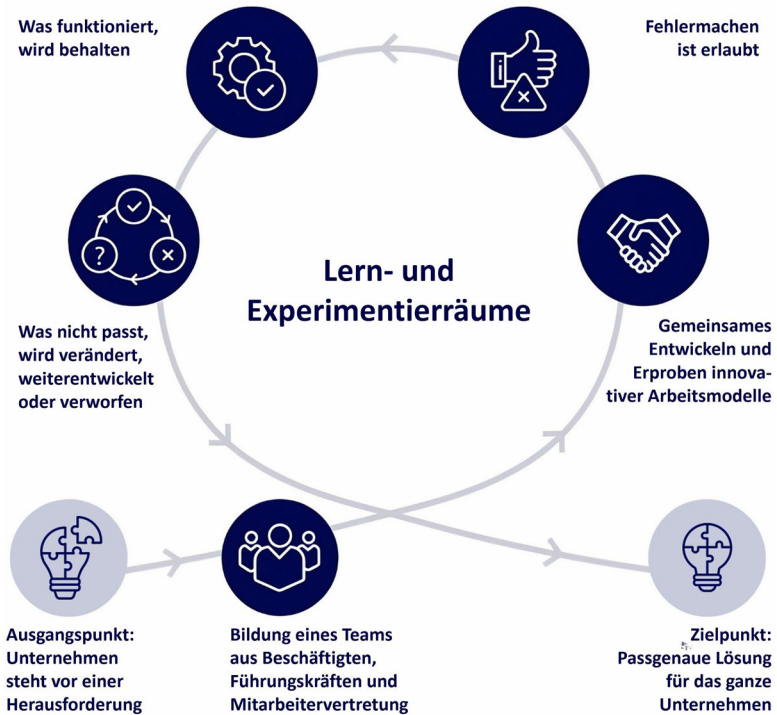 Was funktioniert,
wird behalten
Fehlermachen
ist erlaubt
Lern- und
Experimentierräume
Was nicht passt,
wird verändert,
weiterentwickelt
oder verworfen
Gemeinsames
Entwickeln und
Erproben innova-
tiver Arbeitsmodelle
Ausgangspunkt:
Unternehmen
steht vor einer
Herausforderung
Bildung eines Teams
aus Beschäftigten,
Führungskräften und
Mitarbeitervertretung
Zielpunkt:
Passgenaue Lösung
für das ganze
Unternehmen
?